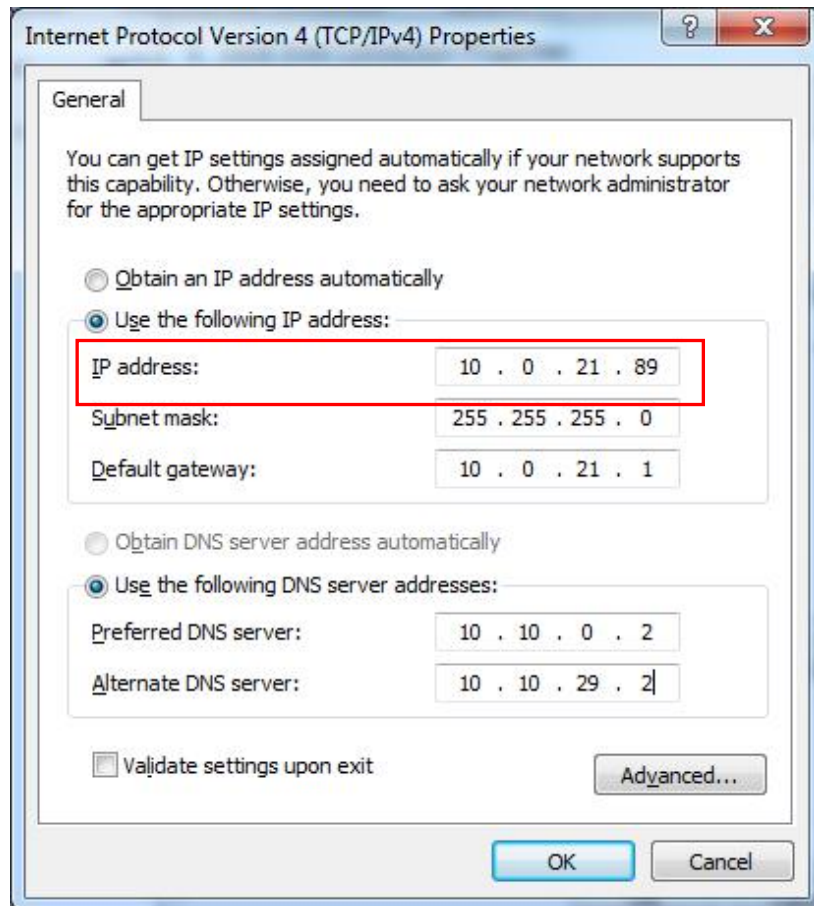 Internet Protocol Version 4 (TCP/IPv4) Properties
?
X
General
You can get IP settings assigned automatically if your network supports
this capability. Otherwise, you need to ask your network administrator
for the appropriate IP settings.
Obtain an IP address automatically
Use the following IP address:
IP address: 10 . 0 . 21 . 89
Subnet mask: 255 . 255 . 255 . 0
Default gateway: 10 . 0 . 21 . 1
Obtain DNS server address automatically
Use the following DNS server addresses:
Preferred DNS server: 10 . 10 . 0 . 2
Alternate DNS server: 10 . 10 . 29 . 2
Validate settings upon exit
Advanced...
OK Cancel